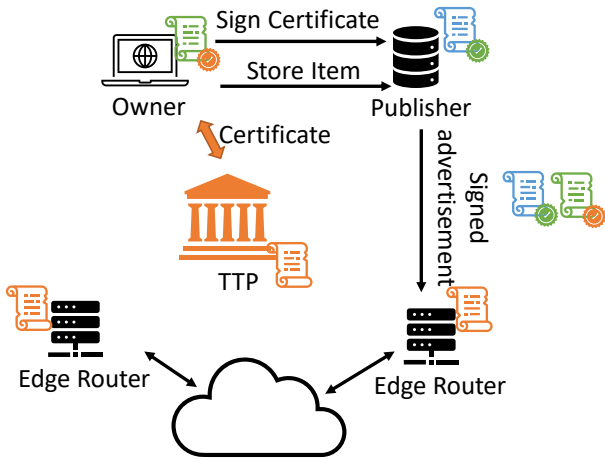 Sign Certificate
Store Item
Owner
Publisher
Certificate
Signed
advertisement
TTP
Edge Router
Edge Router